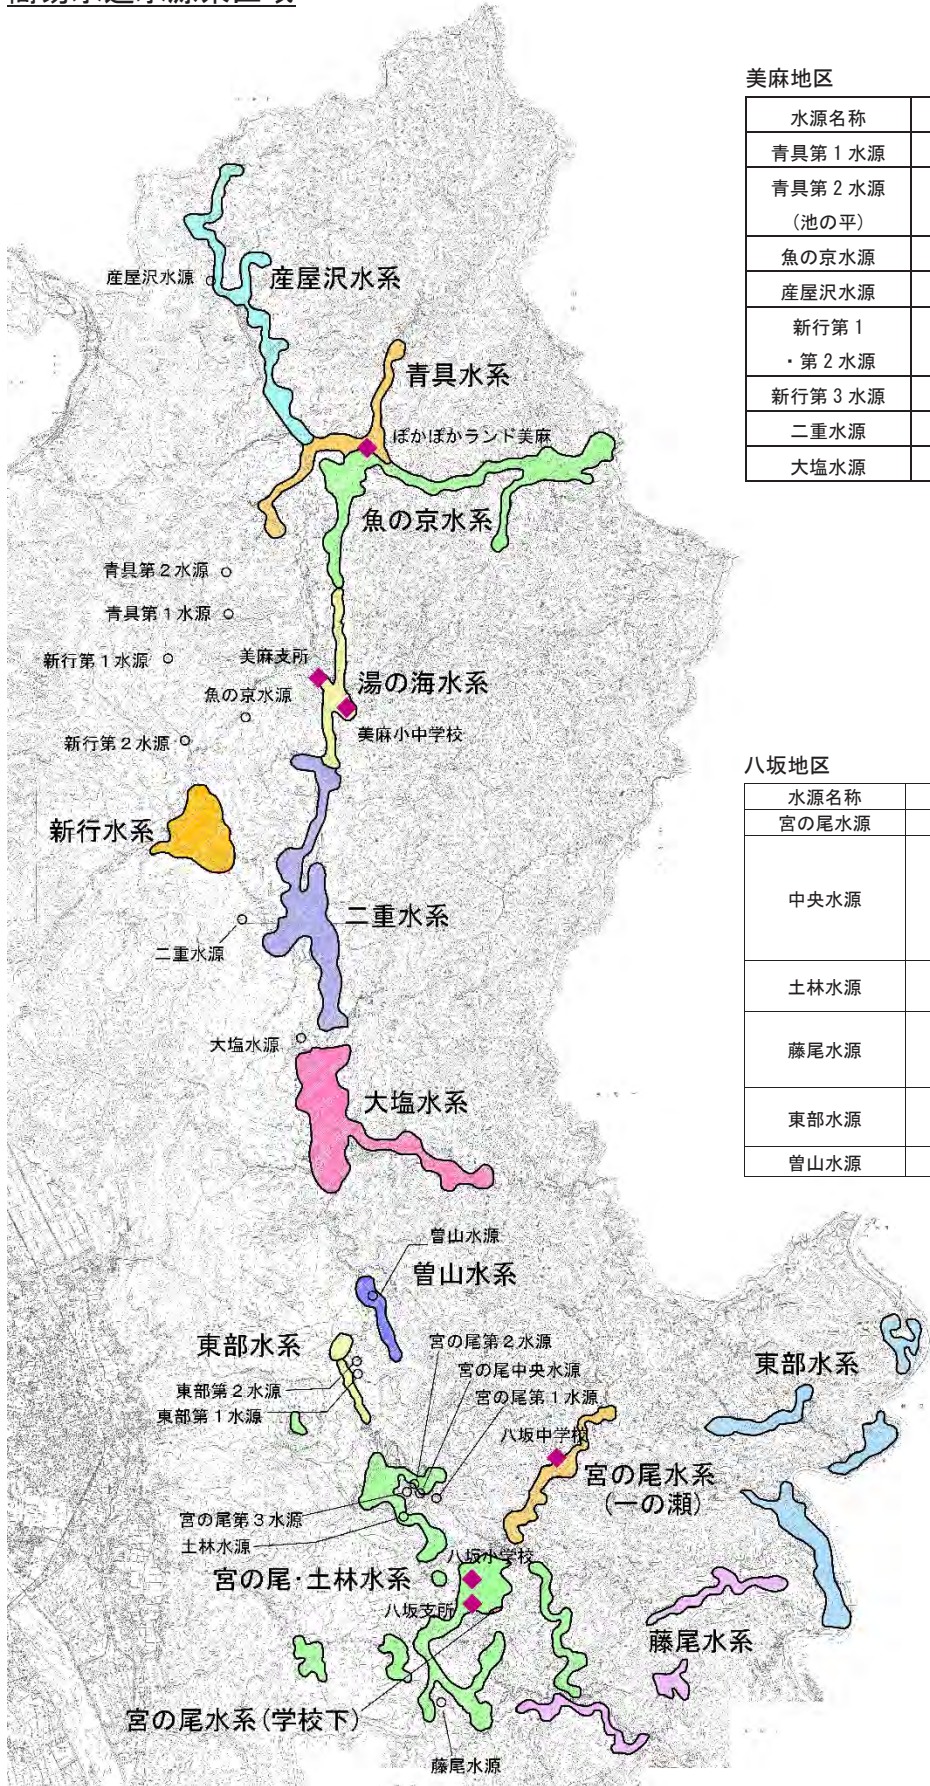 美麻地区
水源名称
青具第１水源
青具第２水源
(池の平)
魚の京水源
産屋沢水源
新行第１
・第２水源
新行第３水源
二重水源
大塩水源
産屋沢水源
産屋沢水系
青具水系
ぽかぽかランド美麻
魚の京水系
青具第２水源
青具第１水源
新行第１水源
美麻支所
湯の海水系
魚の京水源
美麻小中学校
新行第２水源
新行水系
二重水系
二重水源
大塩水源
大塩水系
八坂地区
水源名称
宮の尾水源
中央水源
土林水源
藤尾水源
東部水源
曽山水源
曽山水源
曽山水系
東部水系
宮の尾第２水源
宮の尾中央水源
東部第２水源
宮の尾第１水源
東部第１水源
八坂中学校
東部水系
宮の尾水系
(一の瀬)
宮の尾第３水源
土林水源
八坂小学校
宮の尾・土林水系
八坂支所
藤尾水系
宮の尾水系(学校下)
藤尾水源